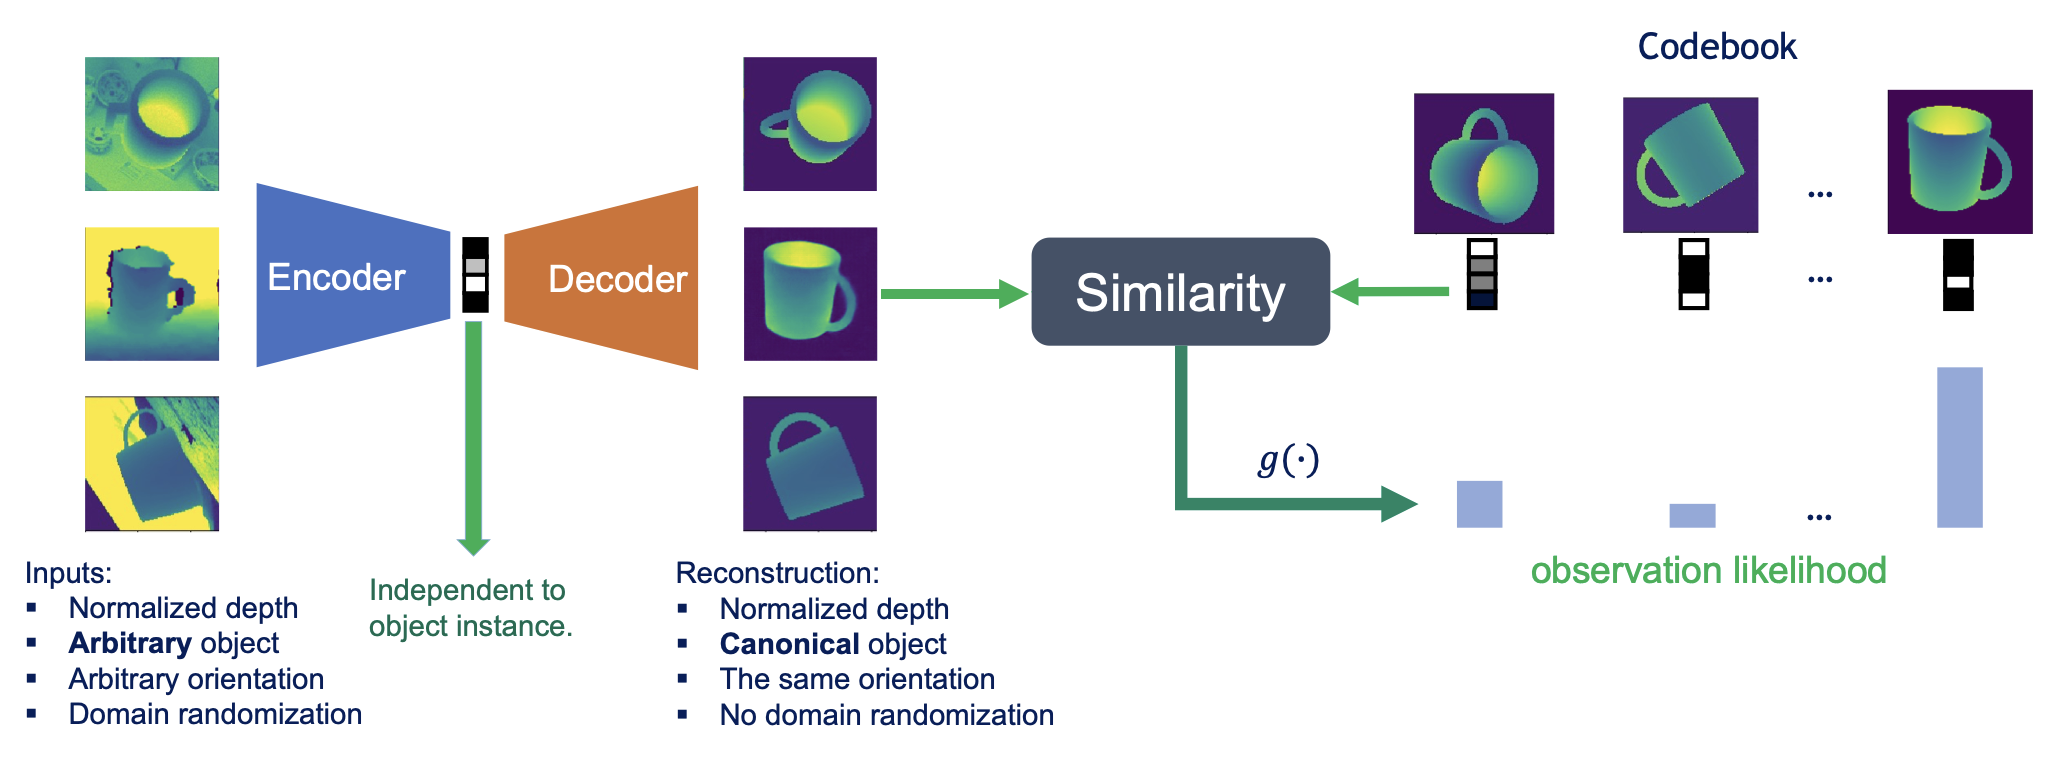 Codebook
Encoder
Decoder
Similarity
...
...
g(·)
...
observation likelihood
Inputs:
▪ Normalized depth
▪ Arbitrary object
▪ Arbitrary orientation
▪ Domain randomization
Independent to
object instance.
Reconstruction:
▪ Normalized depth
▪ Canonical object
▪ The same orientation
▪ No domain randomization